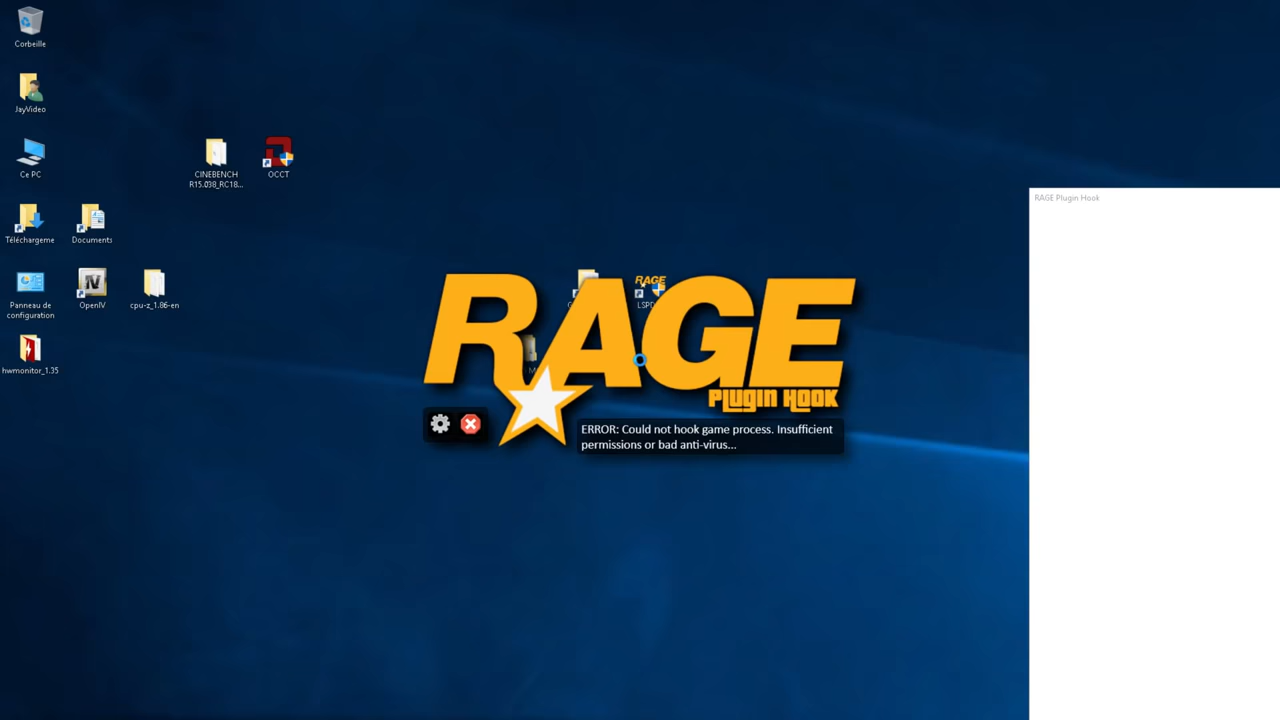 Corbeille
JayVideo
Ce PC
CINEBENCH
R15.038_RC18...
OCCT
Téléchargeme
Documents
Panneau de
configuration
OpenIV
cpu-z_1.86-en
hwmonitor_1.35
RAGE
LSPD
RAGE
PLUGIN HOOK
ERROR: Could not hook game process. Insufficient
permissions or bad anti-virus...
RAGE Plugin Hook